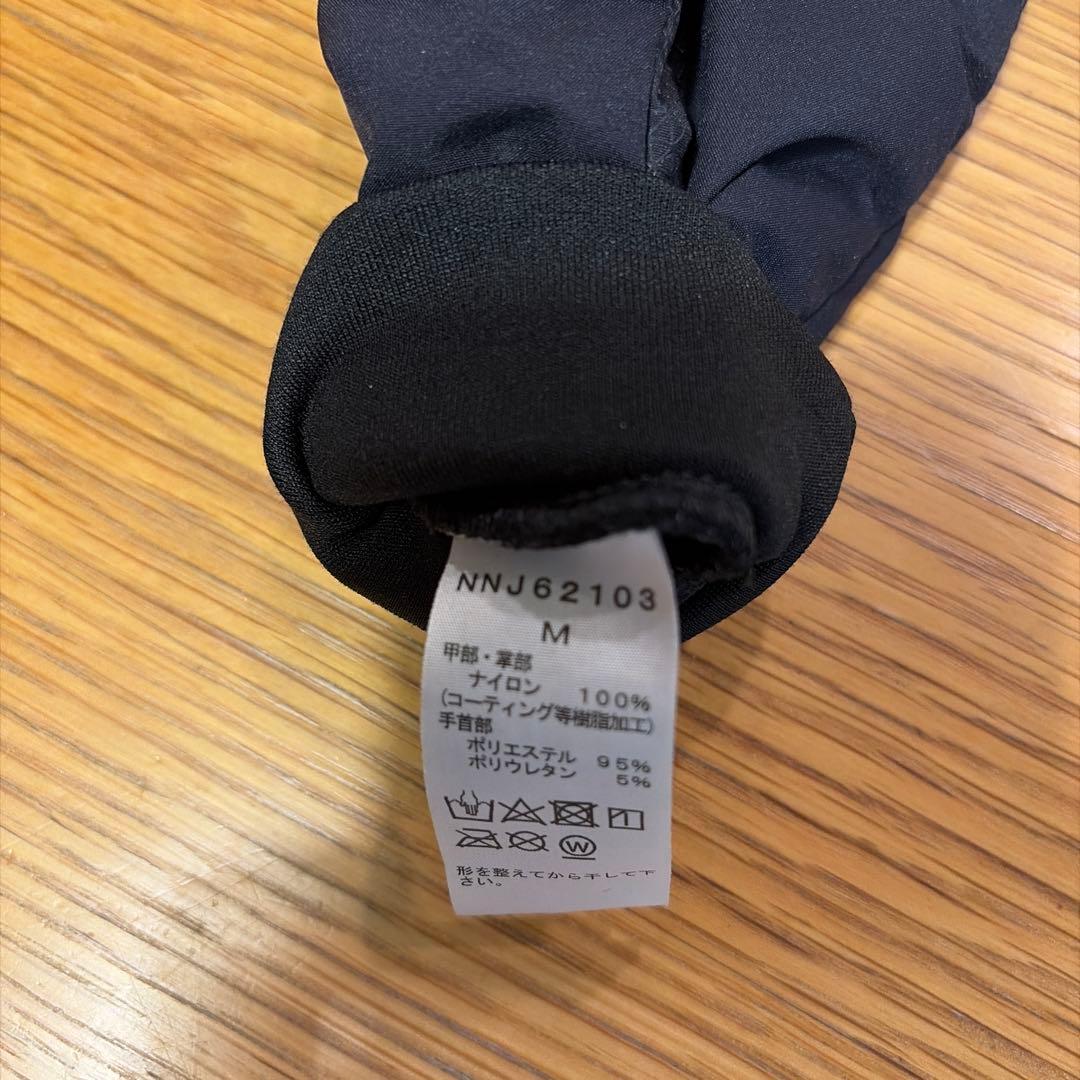 NNJ62103
M
甲部・掌部
ナイロン 100%
(コーティング等樹脂加工)
手首部
ポリエステル 95%
ポリウレタン 5%
W
形を整えてから干して下
さい。